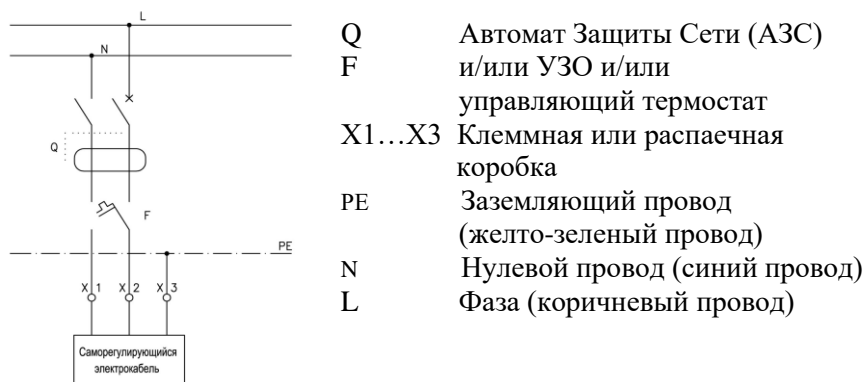 L
N
Q
F
PE
X 1 X 2 X 3
Саморегулирующийся
электрокабель
Q Автомат Защиты Сети (АЗС)
F и/или УЗО и/или
управляющий термостат
X1…X3 Клеммная или распаечная
коробка
PE Заземляющий провод
(желто-зеленый провод)
N Нулевой провод (синий провод)
L Фаза (коричневый провод)